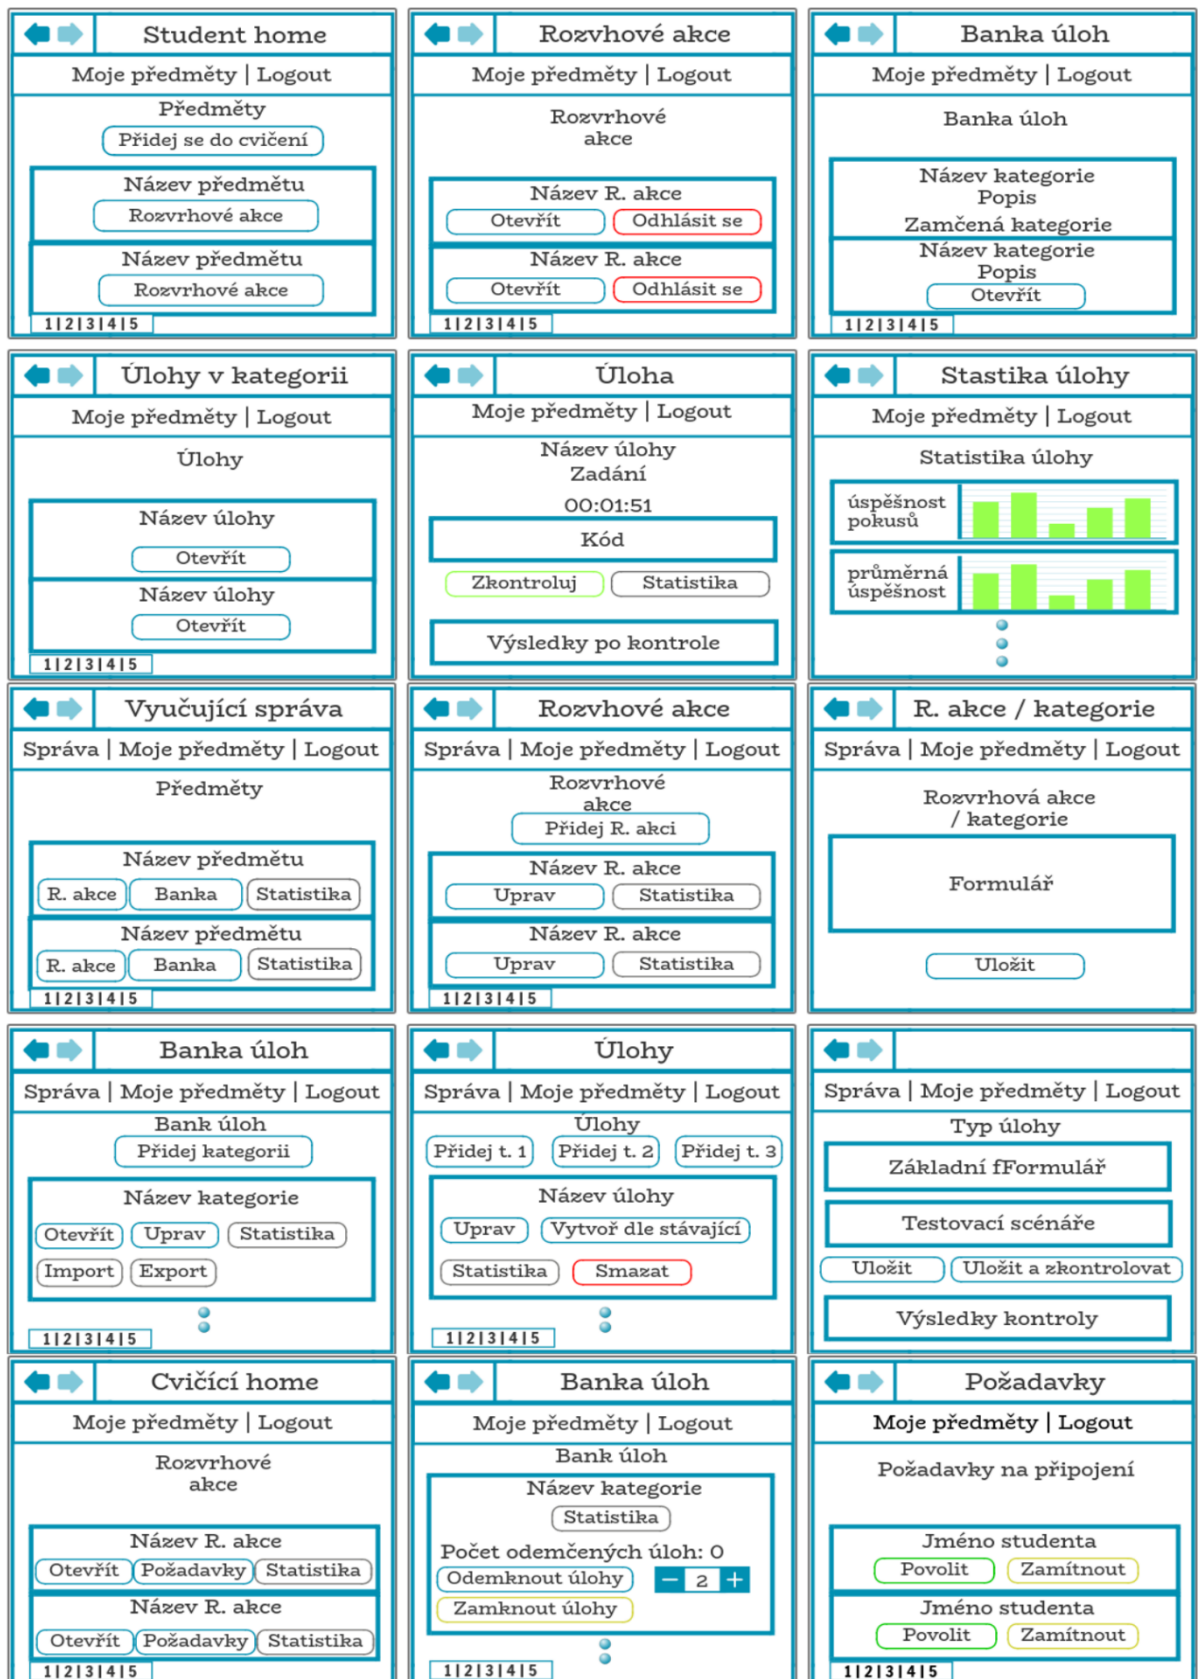 Student home
Moje předměty | Logout
Předměty
Přidej se do cvičení
Název předmětu
Rozvrhové akce
Název předmětu
Rozvrhové akce
1|2|3|4|5
Rozvhové akce
Moje předměty | Logout
Rozvrhové
akce
Název R. akce
Otevřít Odhlásit se
Název R. akce
Otevřít Odhlásit se
1|2|3|4|5
Banka úloh
Moje předměty | Logout
Banka úloh
Název kategorie
Popis
Zamčená kategorie
Název kategorie
Popis
Otevřít
1|2|3|4|5
Úlohy v kategorii
Moje předměty | Logout
Úlohy
Název úlohy
Otevřít
Název úlohy
Otevřít
1|2|3|4|5
Úloha
Moje předměty | Logout
Název úlohy
Zadání
00:01:51
Kód
Zkontroluj Statistika
Výsledky po kontrole
Stastika úlohy
Moje předměty | Logout
Statistika úlohy
úspěšnost
pokusů
průměrná
úspěšnost
Vyučující správa
Správa | Moje předměty | Logout
Předměty
Název předmětu
R. akce Banka Statistika
Název předmětu
R. akce Banka Statistika
1|2|3|4|5
Rozvhové akce
Správa | Moje předměty | Logout
Rozvrhové
akce
Přidej R. akci
Název R. akce
Uprav Statistika
Název R. akce
Uprav Statistika
1|2|3|4|5
R. akce / kategorie
Správa | Moje předměty | Logout
Rozvrhová akce
/ kategorie
Formulář
Uložit
Banka úloh
Správa | Moje předměty | Logout
Bank úloh
Přidej kategorii
Název kategorie
Otevřít Uprav Statistika
Import Export
1|2|3|4|5
Úlohy
Správa | Moje předměty | Logout
Úlohy
Přidej t. 1 Přidej t. 2 Přidej t. 3
Název úlohy
Uprav Vytvoř dle stávající
Statistika Smazat
1|2|3|4|5
Správa | Moje předměty | Logout
Typ úlohy
Základní fFormulář
Testovací scénáře
Uložit Uložit a zkontrolovat
Výsledky kontroly
Cvičící home
Moje předměty | Logout
Rozvrhové
akce
Název R. akce
Otevřít Požadavky Statistika
Název R. akce
Otevřít Požadavky Statistika
1|2|3|4|5
Banka úloh
Moje předměty | Logout
Bank úloh
Název kategorie
Statistika
Počet odemčených úloh: 0
Odemknout úlohy − 2 +
Zamknout úlohy
1|2|3|4|5
Požadavky
Moje předměty | Logout
Požadavky na připojení
Jméno studenta
Povolit Zamítnout
Jméno studenta
Povolit Zamítnout
1|2|3|4|5